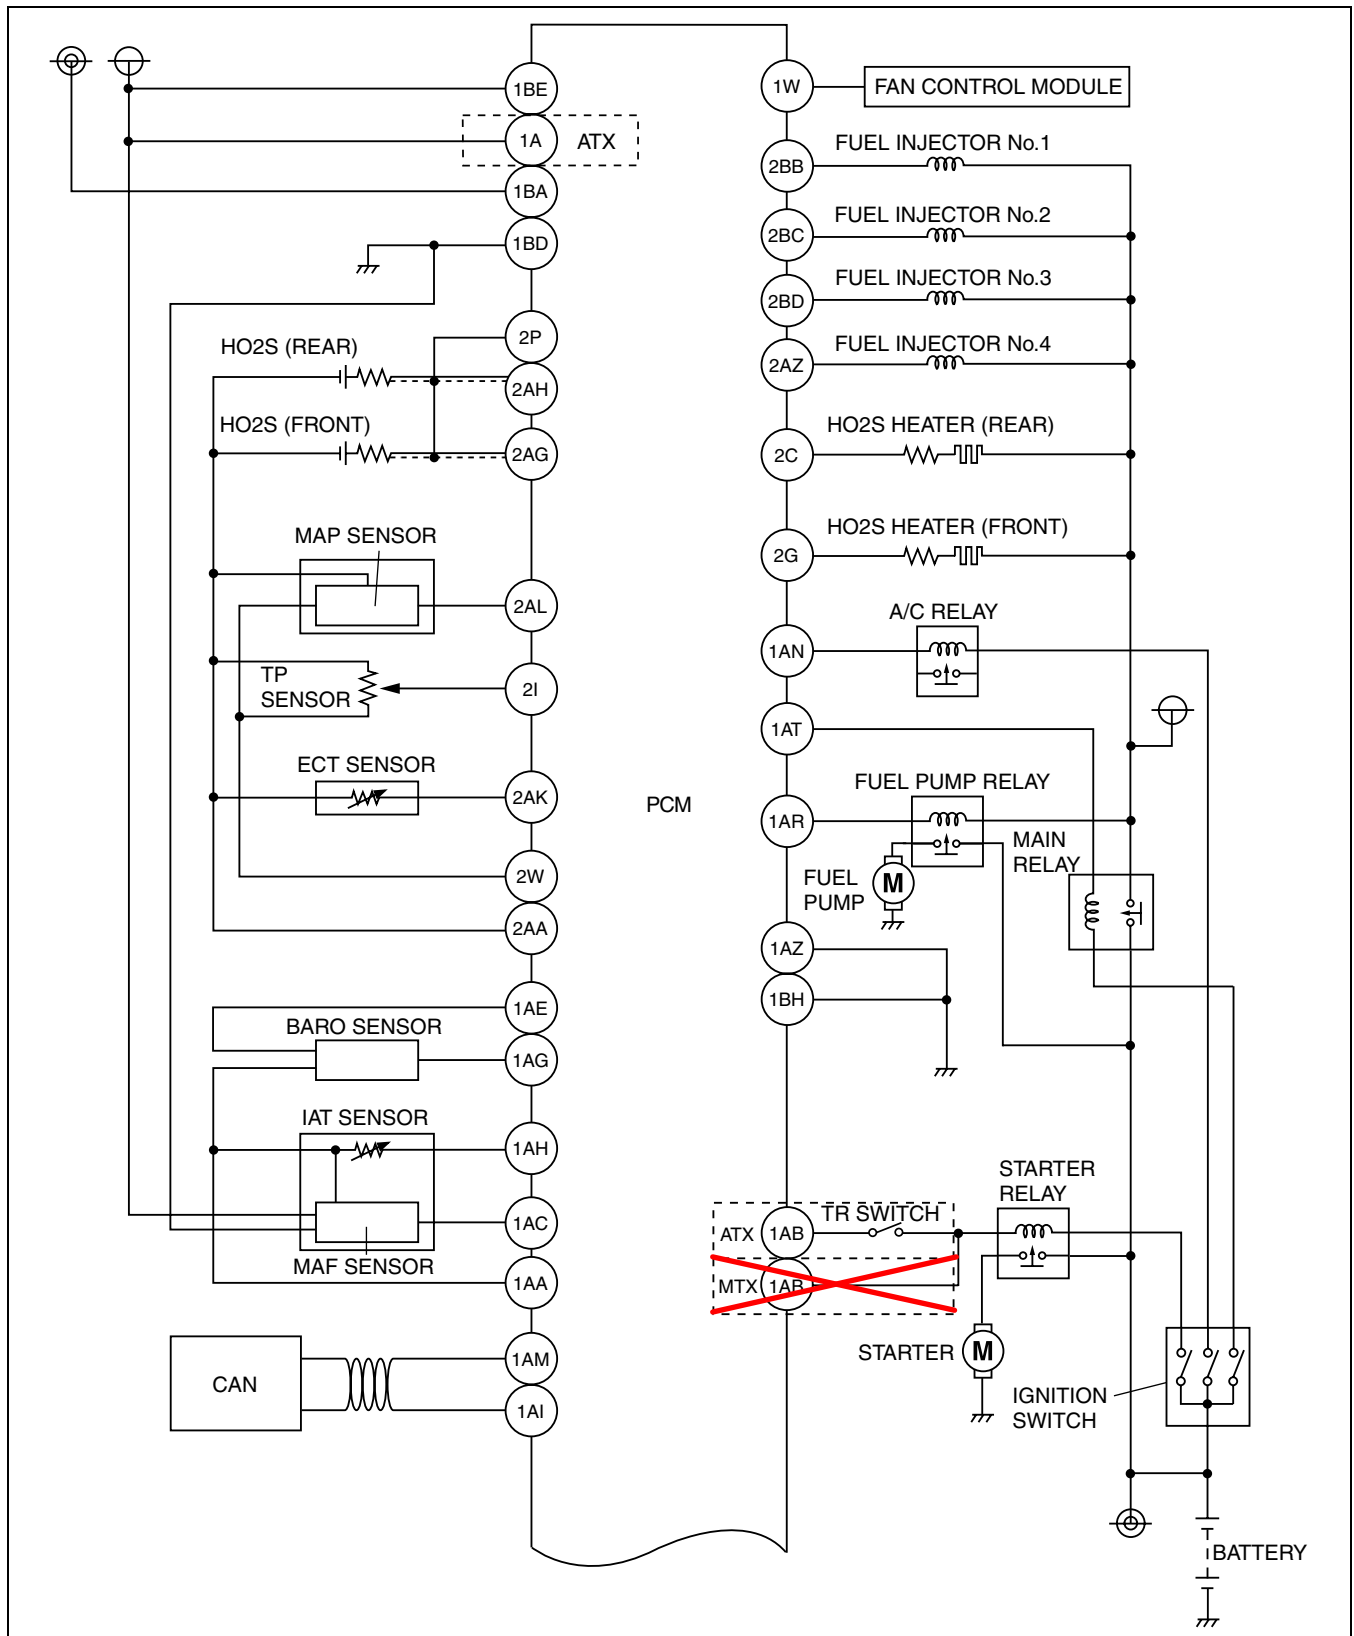 1BE
1A
ATX
1BA
1BD
2P
HO2S (REAR)
2AH
HO2S (FRONT)
2AG
MAP SENSOR
2AL
TP
SENSOR
2I
ECT SENSOR
2AK
2W
2AA
1AE
BARO SENSOR
1AG
IAT SENSOR
1AH
1AC
MAF SENSOR
1AA
CAN
1AM
1AI
PCM
1W
FAN CONTROL MODULE
FUEL INJECTOR No.1
2BB
FUEL INJECTOR No.2
2BC
FUEL INJECTOR No.3
2BD
FUEL INJECTOR No.4
2AZ
HO2S HEATER (REAR)
2C
HO2S HEATER (FRONT)
2G
A/C RELAY
1AN
1AT
FUEL PUMP RELAY
1AR
MAIN
RELAY
FUEL
PUMP
M
1AZ
1BH
STARTER
RELAY
TR SWITCH
ATX
1AB
MTX
1AB
STARTER
M
IGNITION
SWITCH
BATTERY